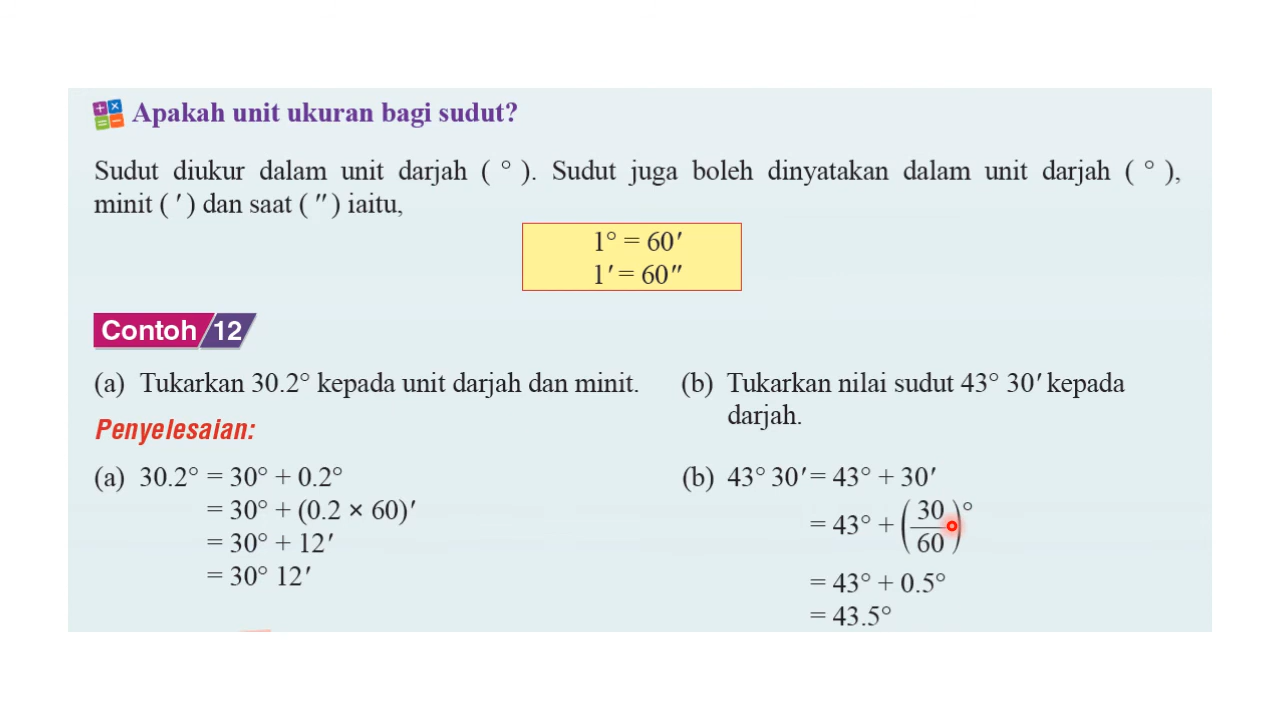 Apakah unit ukuran bagi sudut?
Sudut diukur dalam unit darjah ( ° ). Sudut juga boleh dinyatakan dalam unit darjah ( ° ),
minit ( ′ ) dan saat ( ″ ) iaitu,
1° = 60′
1′ = 60″
Contoh 12
(a) Tukarkan 30.2° kepada unit darjah dan minit.
(b) Tukarkan nilai sudut 43° 30′ kepada
darjah.
Penyelesaian:
(a) 30.2° = 30° + 0.2°
= 30° + (0.2 × 60)′
= 30° + 12′
= 30° 12′
(b) 43° 30′ = 43° + 30′
= 43° + (30/60)°
= 43° + 0.5°
= 43.5°